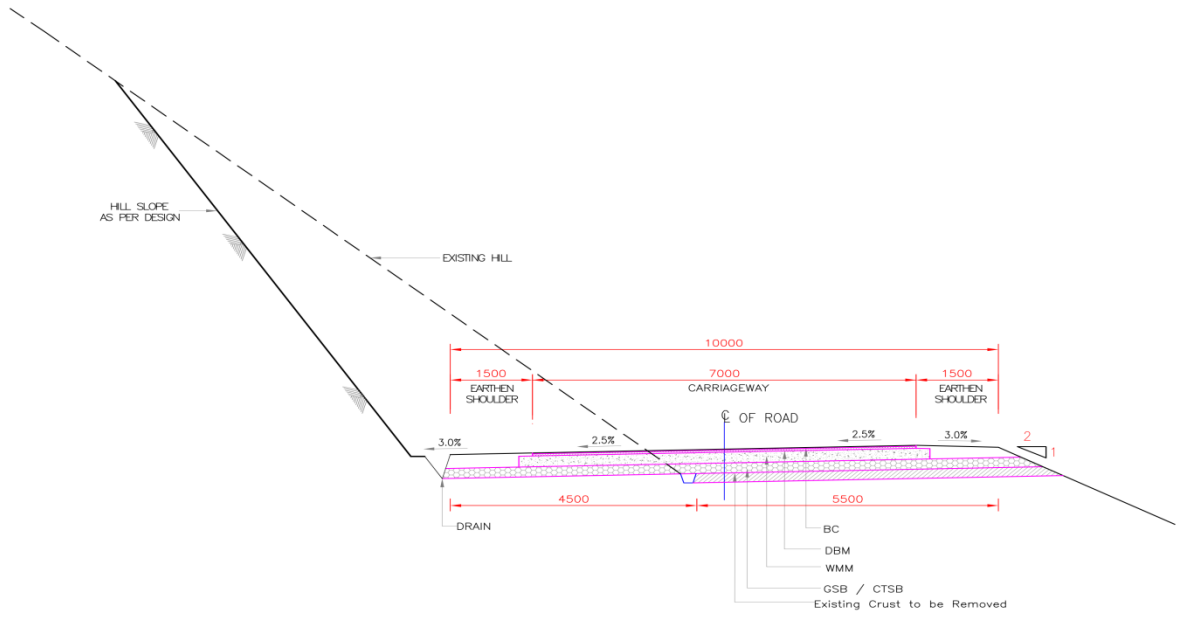 HILL SLOPE
AS PER DESIGN
EXISTING HILL
10000
1500
7000
1500
EARTHEN
SHOULDER
CARRIAGEWAY
EARTHEN
SHOULDER
℄ OF ROAD
3.0%
2.5%
2.5%
3.0%
2
1
4500
5500
DRAIN
BC
DBM
WMM
GSB / CTSB
Existing Crust to be Removed